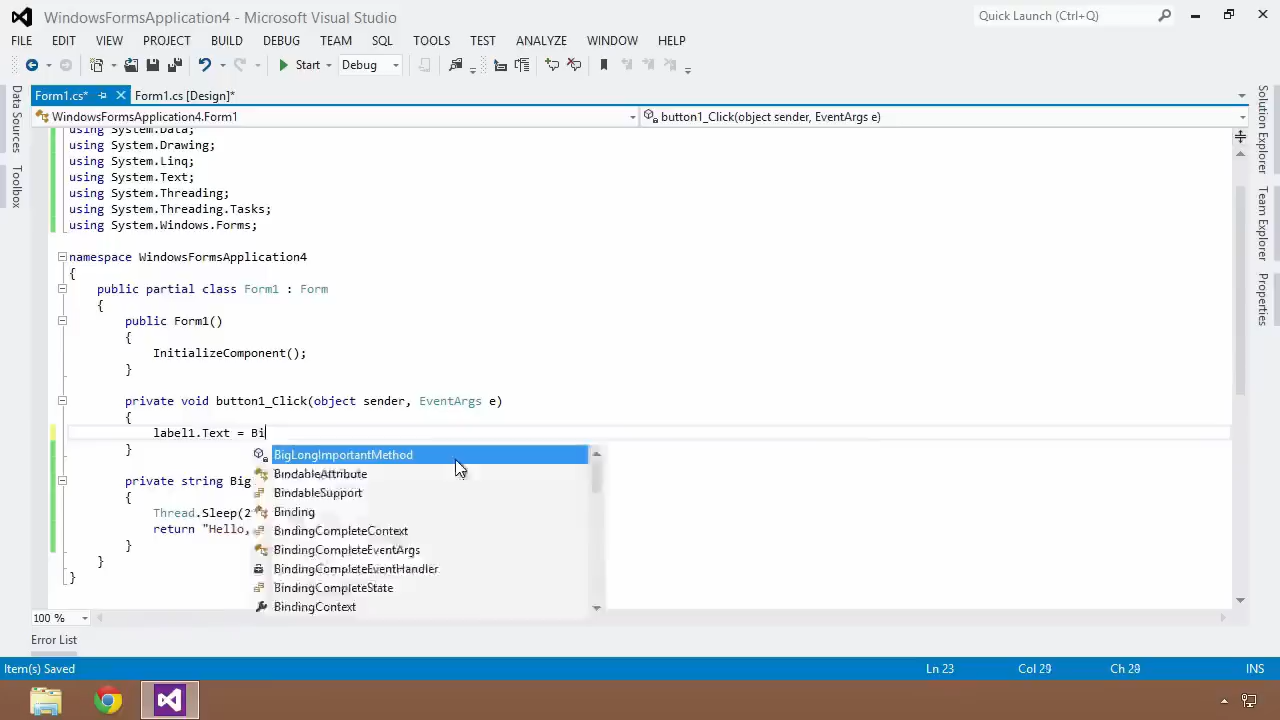 WindowsFormsApplication4 - Microsoft Visual Studio
Quick Launch (Ctrl+Q)
FILE EDIT VIEW PROJECT BUILD DEBUG TEAM SQL TOOLS TEST ANALYZE WINDOW HELP
Start Debug
Form1.cs* Form1.cs [Design]*
WindowsFormsApplication4.Form1 button1_Click(object sender, EventArgs e)
Data Sources
Toolbox
Solution Explorer
Team Explorer
Properties
using System.Data;
using System.Drawing;
using System.Linq;
using System.Text;
using System.Threading;
using System.Threading.Tasks;
using System.Windows.Forms;
namespace WindowsFormsApplication4
{
public partial class Form1 : Form
{
public Form1()
{
InitializeComponent();
}
private void button1_Click(object sender, EventArgs e)
{
label1.Text = Bi
}
BigLongImportantMethod
BindableAttribute
private string Big
BindableSupport
{
Thread.Sleep(2
Binding
return "Hello,
BindingCompleteContext
}
BindingCompleteEventArgs
}
BindingCompleteEventHandler
}
BindingCompleteState
BindingContext
100 %
Error List
Item(s) Saved Ln 23 Col 29 Ch 29 INS